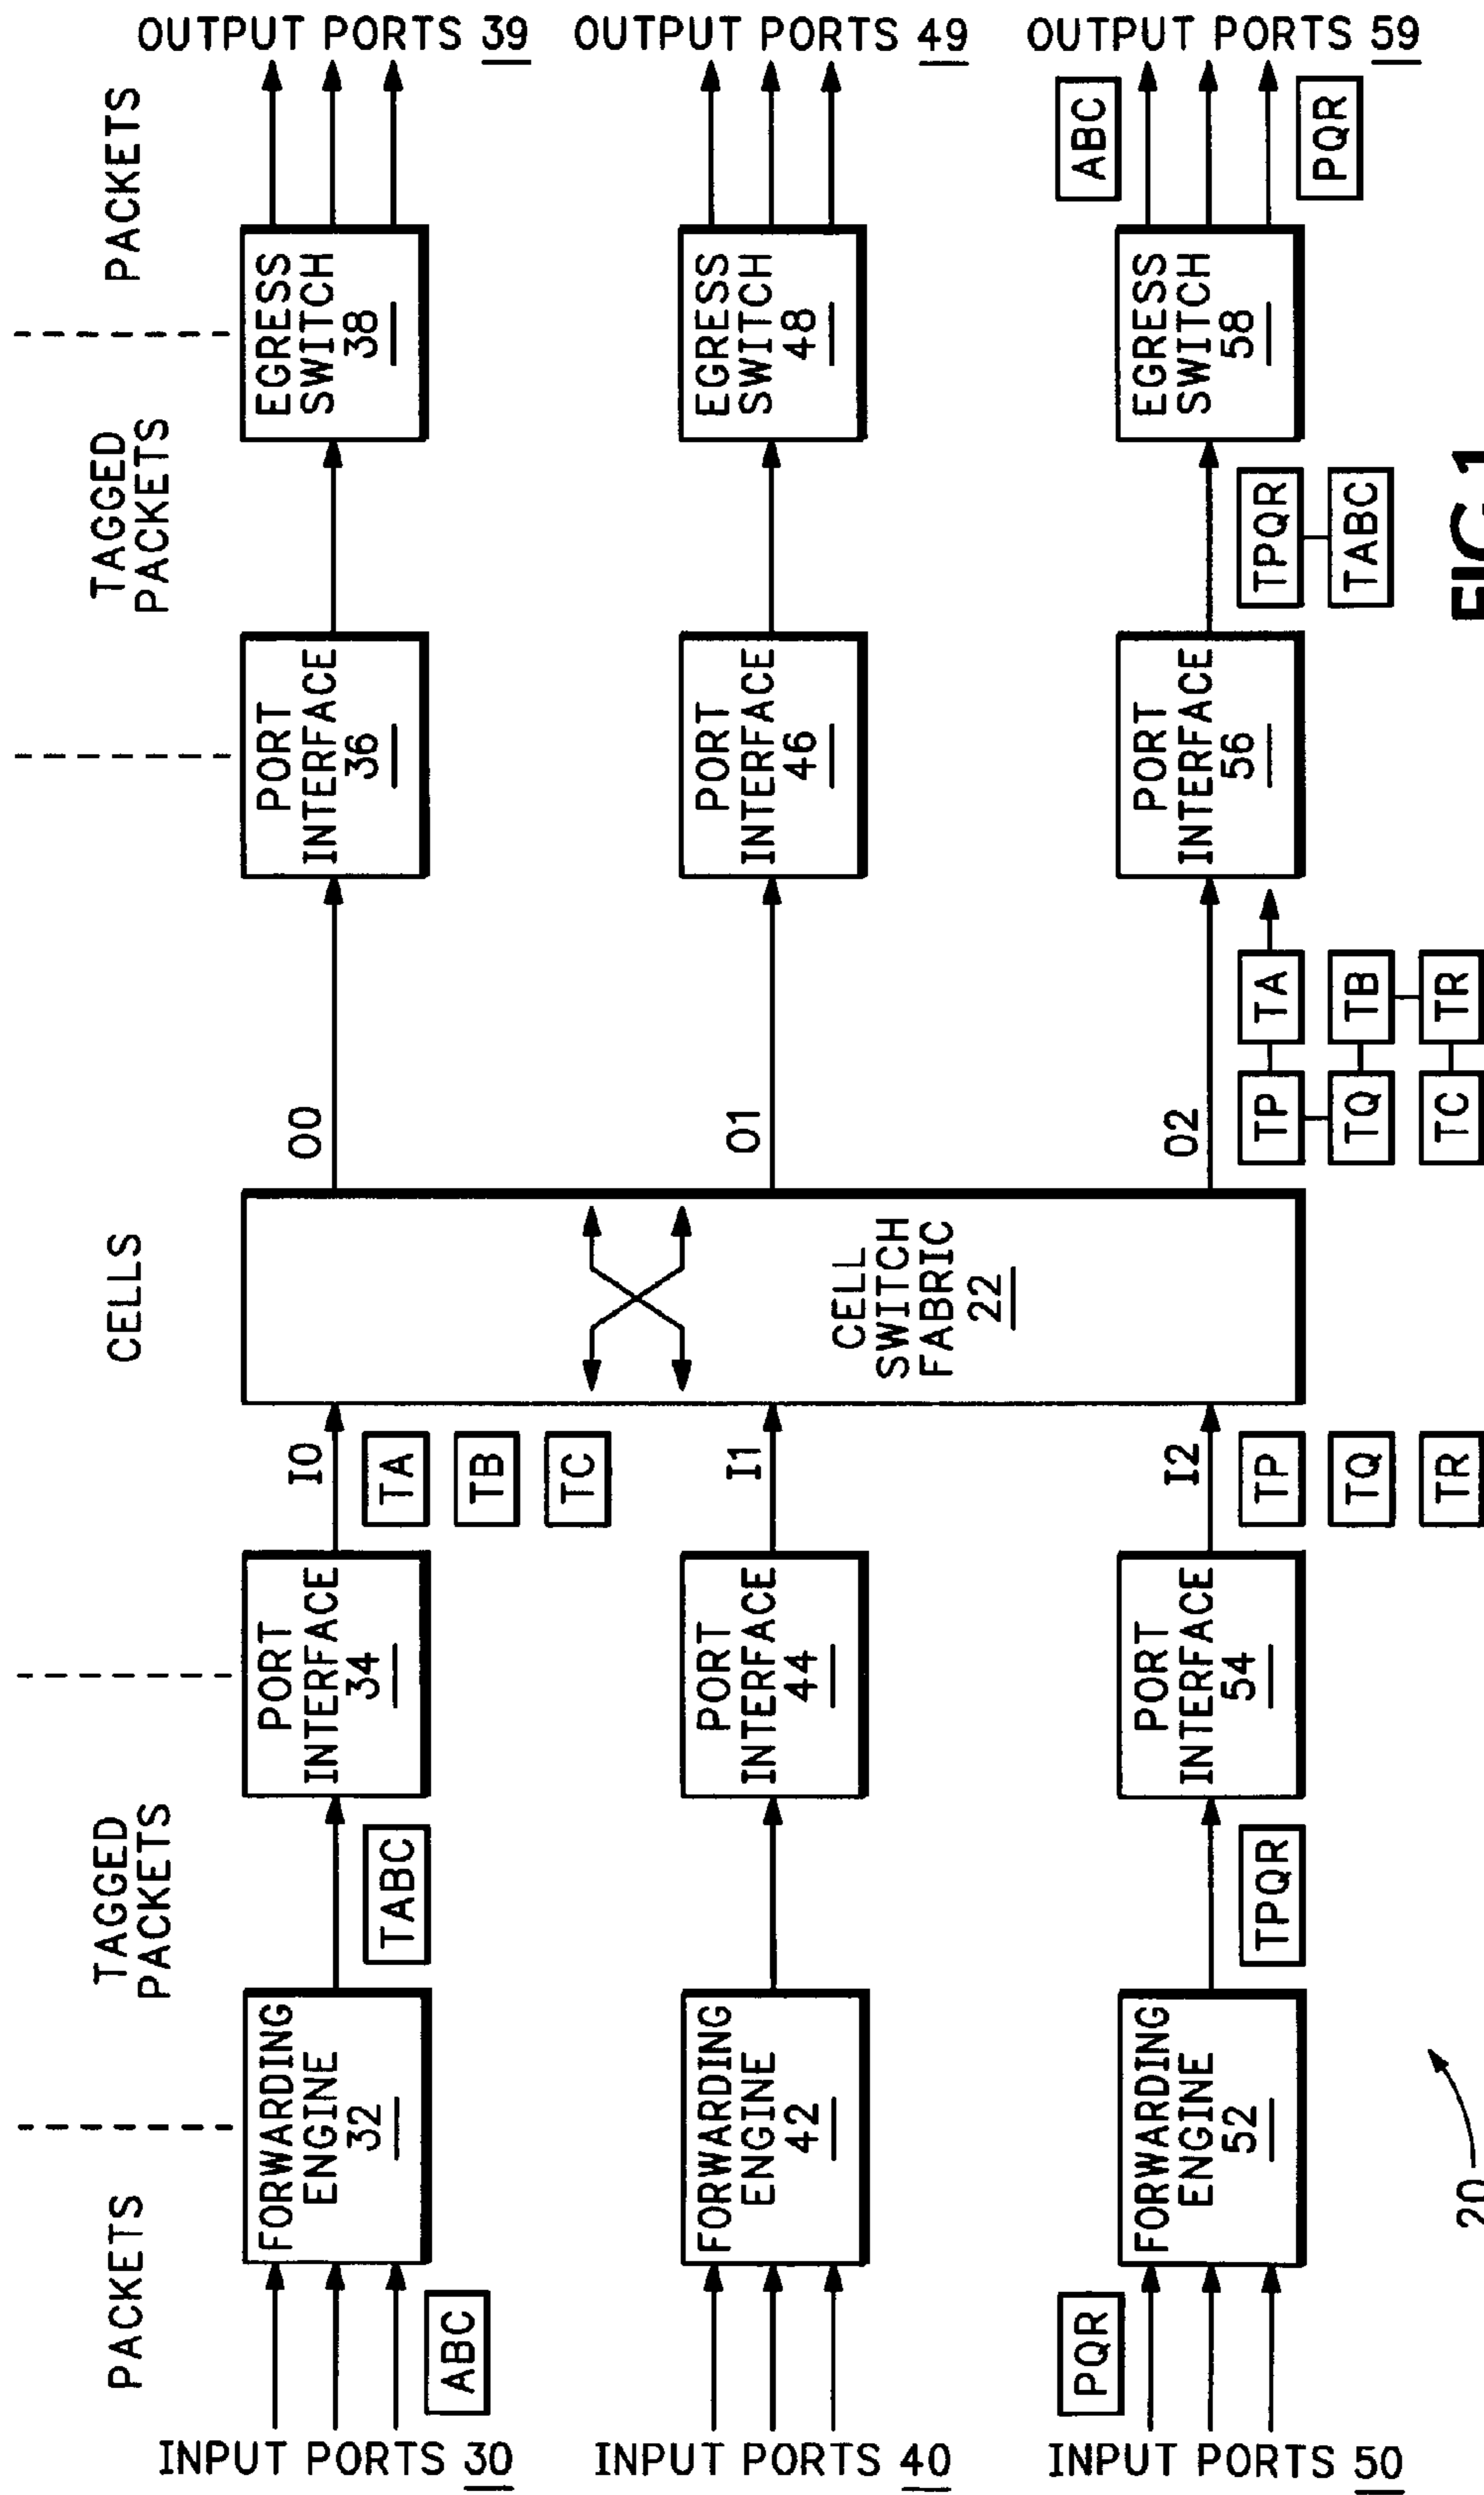 OUTPUT PORTS 39
OUTPUT PORTS 49
OUTPUT PORTS 59
PACKETS
ABC
PQR
EGRESS
SWITCH
38
EGRESS
SWITCH
48
EGRESS
SWITCH
58
TAGGED
PACKETS
TPQR
TABC
FIG. 1
PORT
INTERFACE
36
PORT
INTERFACE
46
PORT
INTERFACE
56
TA
TB
TR
TP
TQ
TC
O0
O1
O2
CELLS
CELL
SWITCH
FABRIC
22
I0
I1
I2
TA
TB
TC
TP
TQ
TR
PORT
INTERFACE
34
PORT
INTERFACE
44
PORT
INTERFACE
54
TAGGED
PACKETS
TABC
TPQR
FORWARDING
ENGINE
32
FORWARDING
ENGINE
42
FORWARDING
ENGINE
52
20
PACKETS
ABC
PQR
INPUT PORTS 30
INPUT PORTS 40
INPUT PORTS 50